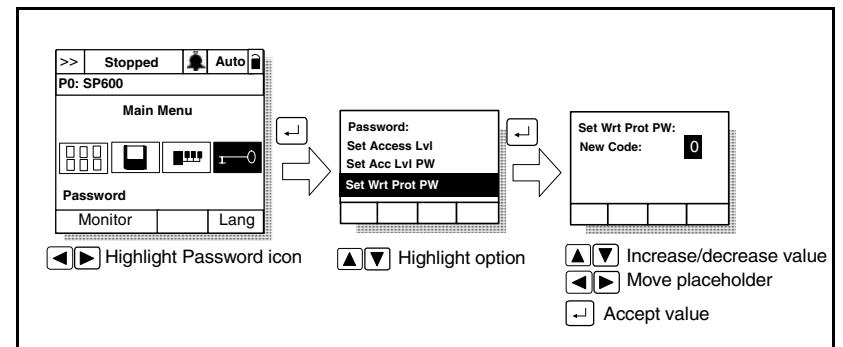 >> Stopped Auto
P0: SP600
Main Menu
Password
Monitor Lang
Highlight Password icon
Password:
Set Access Lvl
Set Acc Lvl PW
Set Wrt Prot PW
Highlight option
Set Wrt Prot PW:
New Code: 0
Increase/decrease value
Move placeholder
Accept value